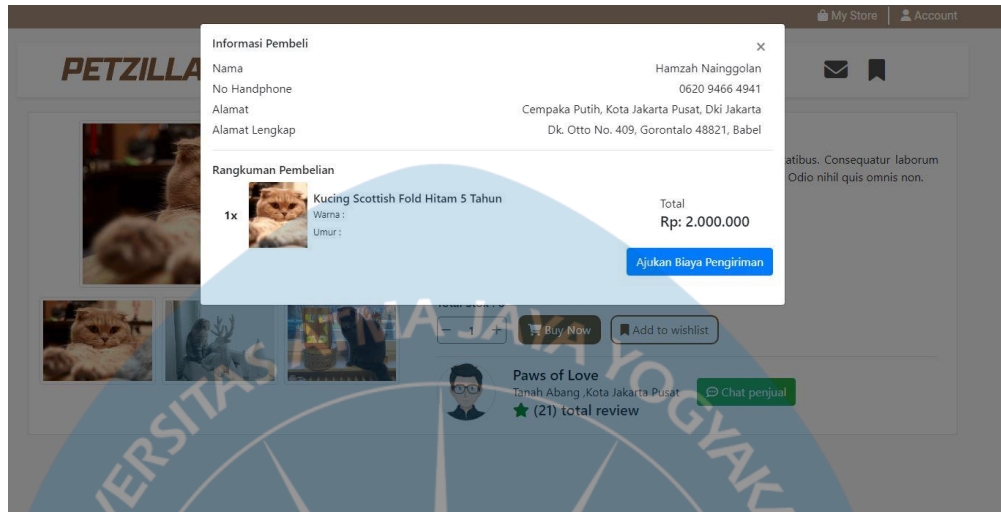 My Store
Account
PETZILLA
Informasi Pembeli
×
Nama
Hamzah Nainggolan
No Handphone
0620 9466 4941
Alamat
Cempaka Putih, Kota Jakarta Pusat, Dki Jakarta
Alamat Lengkap
Dk. Otto No. 409, Gorontalo 48821, Babel
atibus. Consequatur laborum
Odio nihil quis omnis non.
Rangkuman Pembelian
1x
Kucing Scottish Fold Hitam 5 Tahun
Warna :
Umur :
Total
Rp: 2.000.000
Ajukan Biaya Pengiriman
- 1 +
Buy Now
Add to wishlist
Paws of Love
Tanah Abang ,Kota Jakarta Pusat
(21) total review
Chat penjual
ERSITAS ATMA JAYA YOGYAK